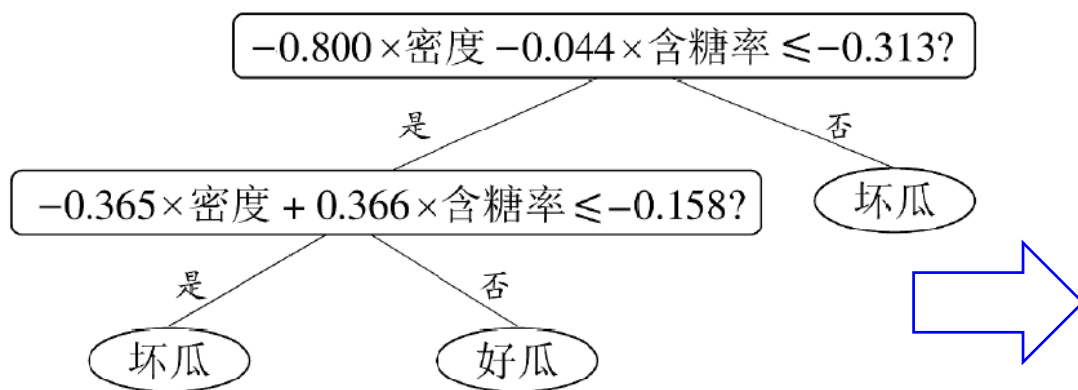 -0.800×密度-0.044×含糖率≤-0.313?
是
否
-0.365×密度+0.366×含糖率≤-0.158?
坏瓜
是
否
坏瓜
好瓜